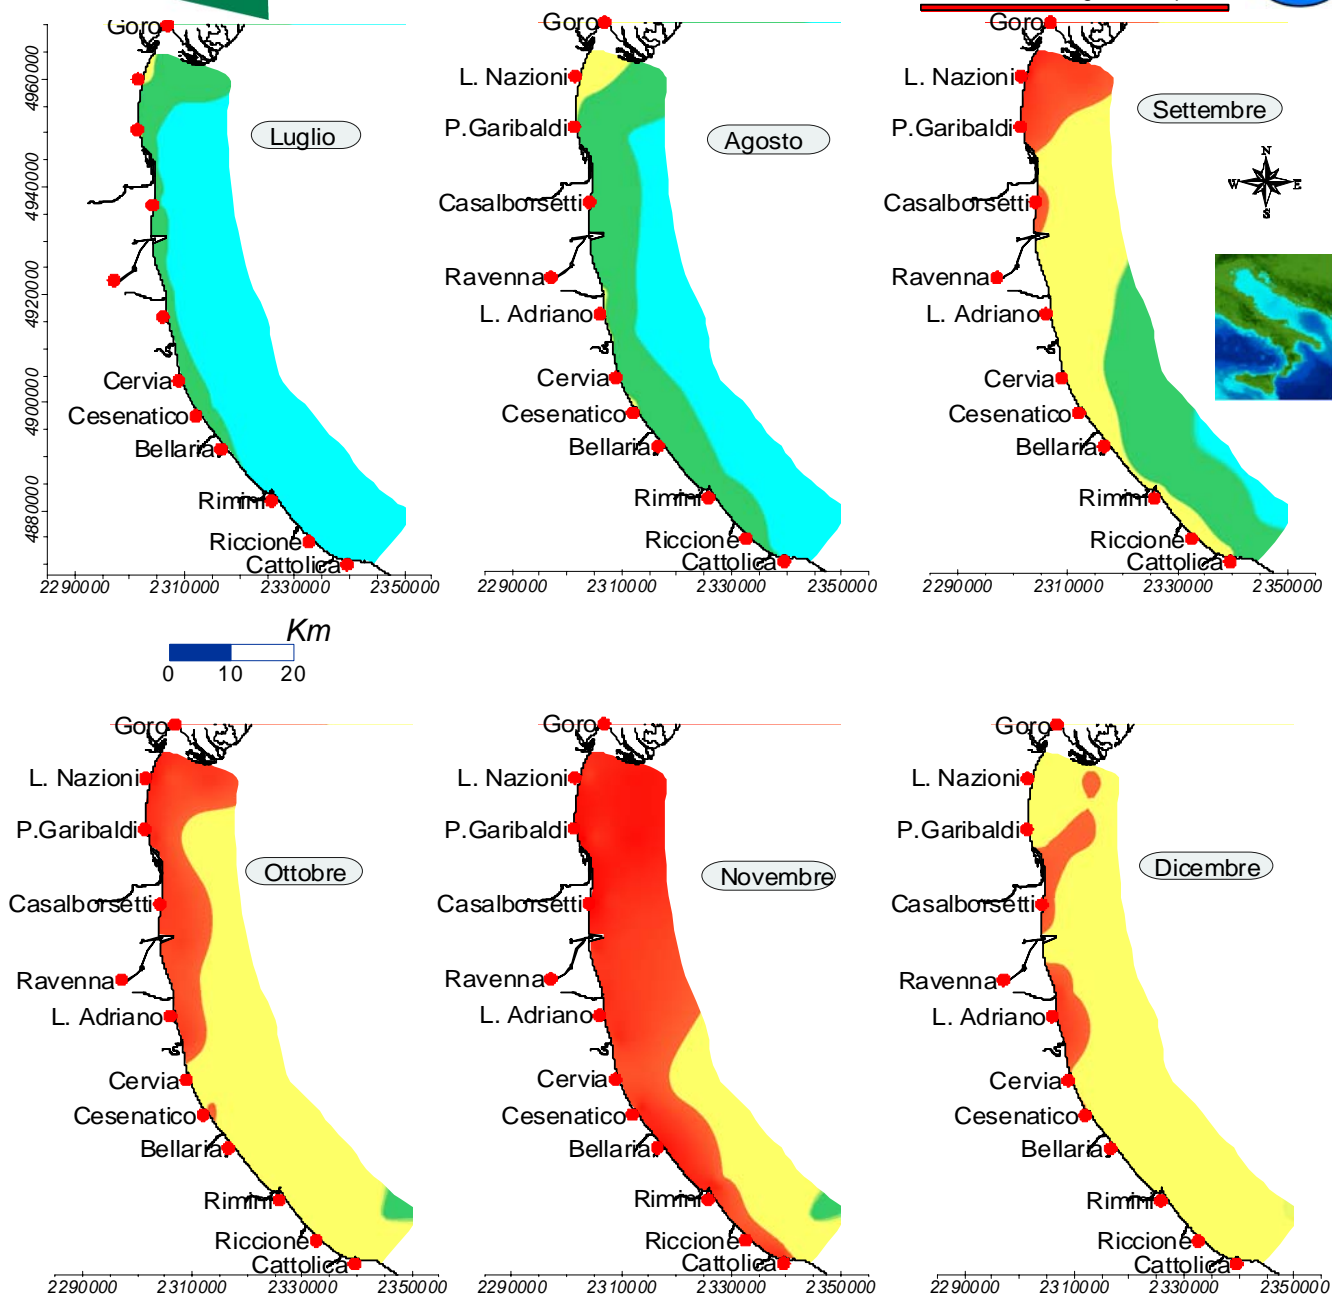 Goro
Luglio
Cervia
Cesenatico
Bellaria
Rimini
Riccione
Cattolica
4960000
4940000
4920000
4900000
4880000
2290000 2310000 2330000 2350000
Goro
L. Nazioni
P.Garibaldi
Agosto
Casalborsetti
Ravenna
L. Adriano
Cervia
Cesenatico
Bellaria
Rimini
Riccione
Cattolica
2290000 2310000 2330000 2350000
Goro
L. Nazioni
P.Garibaldi
Settembre
N
W E
S
Casalborsetti
Ravenna
L. Adriano
Cervia
Cesenatico
Bellaria
Rimini
Riccione
Cattolica
2290000 2310000 2330000 2350000
Km
0 10 20
Goro
L. Nazioni
P.Garibaldi
Ottobre
Casalborsetti
Ravenna
L. Adriano
Cervia
Cesenatico
Bellaria
Rimini
Riccione
Cattolica
2290000 2310000 2330000 2350000
Goro
L. Nazioni
P.Garibaldi
Novembre
Casalborsetti
Ravenna
L. Adriano
Cervia
Cesenatico
Bellaria
Rimini
Riccione
Cattolica
2290000 2310000 2330000 2350000
Goro
L. Nazioni
P.Garibaldi
Dicembre
Casalborsetti
Ravenna
L. Adriano
Cervia
Cesenatico
Bellaria
Rimini
Riccione
Cattolica
2290000 2310000 2330000 2350000